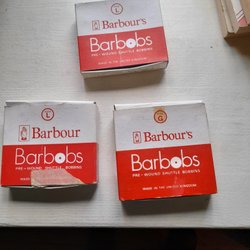 L
Barbour's
Barbobs
PRE-WOUND SHUTTLE BOBBINS
MADE IN THE UNITED KINGDOM
L
Barbour
Barbobs
PRE-WOUND SHUTTLE BOBBINS
MADE
G
Barbour's
Barbobs
PRE-WOUND SHUTTLE BOBBINS
MADE IN THE UNITED KINGDOM